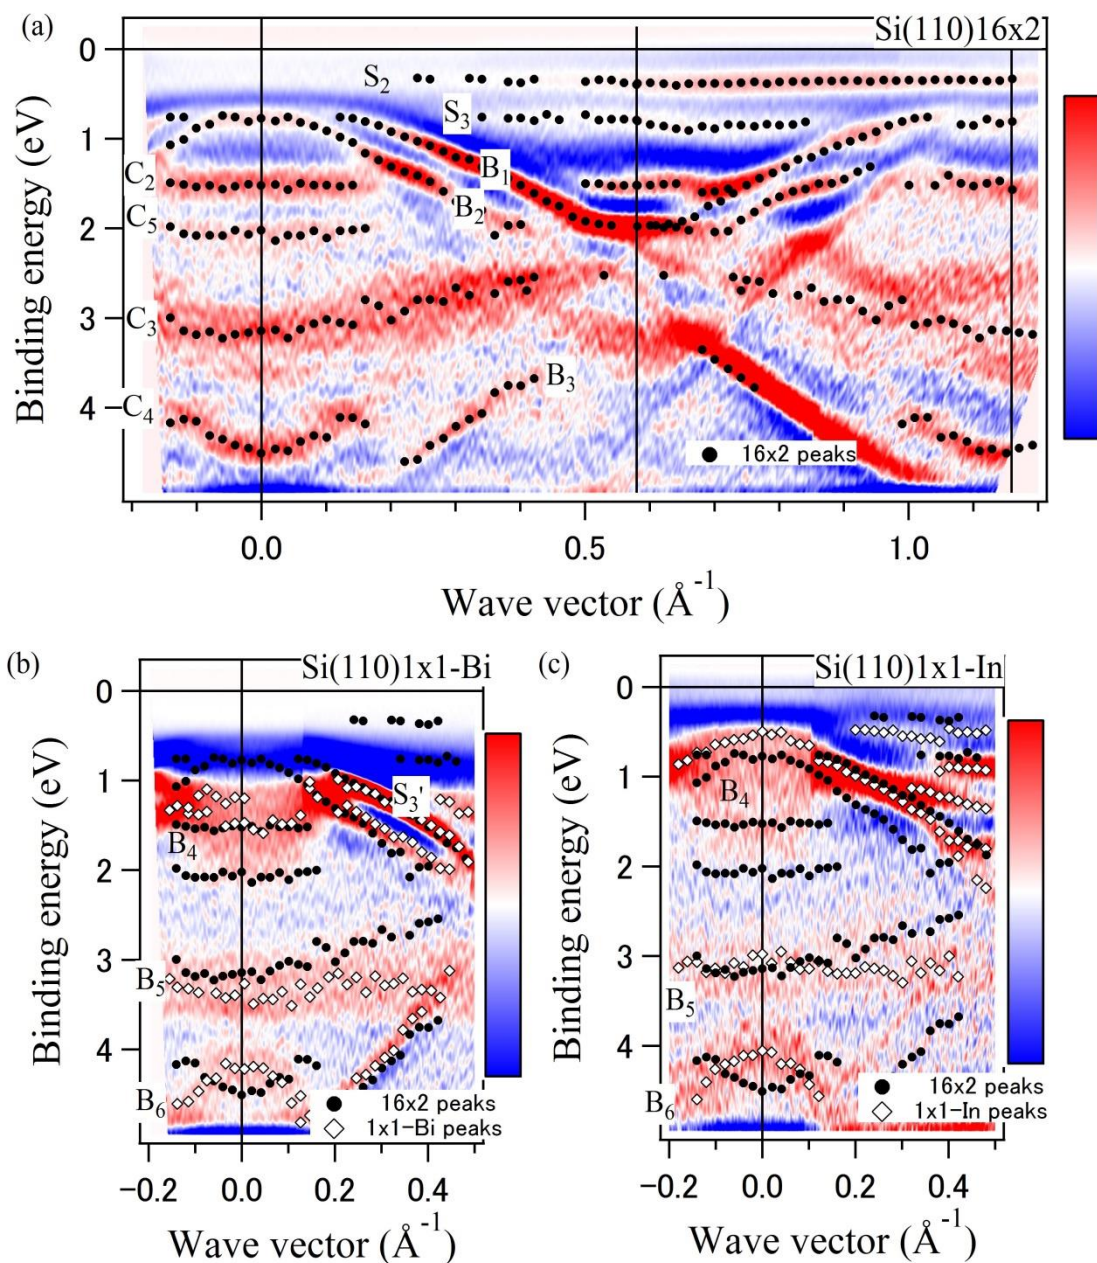 (a)
Si(110)16x2
0
1
2
3
4
Binding energy (eV)
S₂
S₃
B₁
B₂
B₃
C₂
C₅
C₃
C₄
16x2 peaks
0.0
0.5
1.0
Wave vector (Å⁻¹)
(b)
Si(110)1x1-Bi
0
1
2
3
4
Binding energy (eV)
S₃'
B₄
B₅
B₆
16x2 peaks
1x1-Bi peaks
−0.2
0.0
0.2
0.4
Wave vector (Å⁻¹)
(c)
Si(110)1x1-In
0
1
2
3
4
Binding energy (eV)
B₄
B₅
B₆
16x2 peaks
1x1-In peaks
−0.2
0.0
0.2
0.4
Wave vector (Å⁻¹)